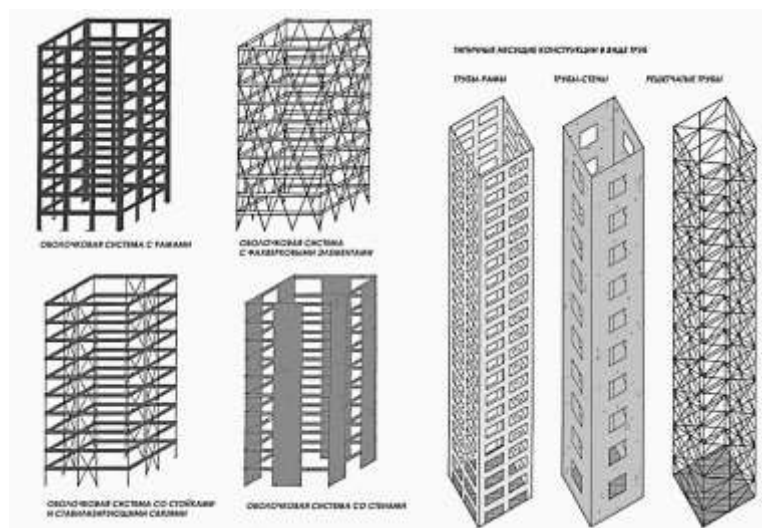 ОБОЛОЧКОВАЯ СИСТЕМА С РАМАМИ
ОБОЛОЧКОВАЯ СИСТЕМА
С ФАХВЕРКОВЫМИ ЭЛЕМЕНТАМИ
ОБОЛОЧКОВАЯ СИСТЕМА СО СТОЙКАМИ
И СТАБИЛИЗИРУЮЩИМИ СВЯЗЯМИ
ОБОЛОЧКОВАЯ СИСТЕМА СО СТЕНАМИ
ТИПИЧНЫЕ НЕСУЩИЕ КОНСТРУКЦИИ В ВИДЕ ТРУБ
ТРУБЫ-РАМЫ
ТРУБЫ-СТЕНЫ
РЕШЕТЧАТЫЕ ТРУБЫ